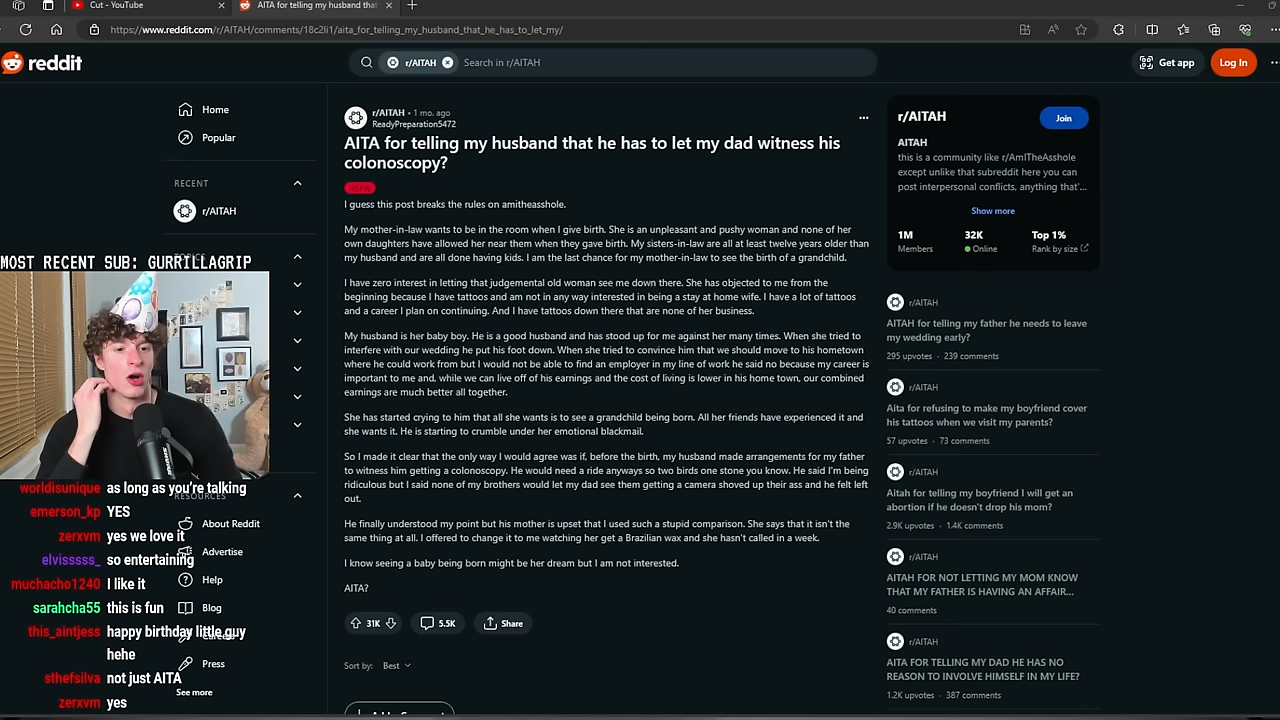 Cut - YouTube
AITA for telling my husband tha
https://www.reddit.com/r/AITAH/comments/18c2li1/aita_for_telling_my_husband_that_he_has_to_let_my/
reddit
r/AITAH
Search in r/AITAH
Get app
Log In
Home
Popular
RECENT
r/AITAH
MOST RECENT SUB: GURRILLAGRIP
worldisunique as long as you're talking
emerson_kp YES
zerxvm yes we love it
elvisssss_ so entertaining
muchacho1240 I like it
sarahcha55 this is fun
this_aintjess happy birthday little guy
hehe
sthefsilva not just AITA
zerxvm yes
RESOURCES
About Reddit
Advertise
Help
Blog
Press
See more
r/AITAH • 1 mo. ago
ReadyPreparation5472
AITA for telling my husband that he has to let my dad witness his
colonoscopy?
NSFW
I guess this post breaks the rules on amitheasshole.
My mother-in-law wants to be in the room when I give birth. She is an unpleasant and pushy woman and none of her
own daughters have allowed her near them when they gave birth. My sisters-in-law are all at least twelve years older than
my husband and are all done having kids. I am the last chance for my mother-in-law to see the birth of a grandchild.
I have zero interest in letting that judgemental old woman see me down there. She has objected to me from the
beginning because I have tattoos and am not in any way interested in being a stay at home wife. I have a lot of tattoos
and a career I plan on continuing. And I have tattoos down there that are none of her business.
My husband is her baby boy. He is a good husband and has stood up for me against her many times. When she tried to
interfere with our wedding he put his foot down. When she tried to convince him that we should move to his hometown
where he could work from but I would not be able to find an employer in my line of work he said no because my career is
important to me and, while we can live off of his earnings and the cost of living is lower in his home town, our combined
earnings are much better all together.
She has started crying to him that all she wants is to see a grandchild being born. All her friends have experienced it and
she wants it. He is starting to crumble under her emotional blackmail.
So I made it clear that the only way I would agree was if, before the birth, my husband made arrangements for my father
to witness him getting a colonoscopy. He would need a ride anyways so two birds one stone you know. He said I'm being
ridiculous but I said none of my brothers would let my dad see them getting a camera shoved up their ass and he felt left
out.
He finally understood my point but his mother is upset that I used such a stupid comparison. She says that it isn't the
same thing at all. I offered to change it to me watching her get a Brazilian wax and she hasn't called in a week.
I know seeing a baby being born might be her dream but I am not interested.
AITA?
31K
5.5K
Share
Sort by: Best
r/AITAH
Join
AITAH
this is a community like r/AmITheAsshole
except unlike that subreddit here you can
post interpersonal conflicts, anything that'...
Show more
1M
32K
Top 1%
Members
Online
Rank by size
r/AITAH
AITAH for telling my father he needs to leave
my wedding early?
295 upvotes · 239 comments
r/AITAH
Aita for refusing to make my boyfriend cover
his tattoos when we visit my parents?
57 upvotes · 73 comments
r/AITAH
Aitah for telling my boyfriend I will get an
abortion if he doesn't drop his mom?
2.9K upvotes · 1.4K comments
r/AITAH
AITAH FOR NOT LETTING MY MOM KNOW
THAT MY FATHER IS HAVING AN AFFAIR...
40 comments
r/AITAH
AITA FOR TELLING MY DAD HE HAS NO
REASON TO INVOLVE HIMSELF IN MY LIFE?
1.2K upvotes · 387 comments